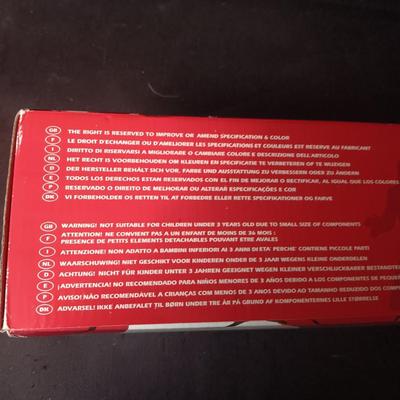 GB THE RIGHT IS RESERVED TO IMPROVE OR AMEND SPECIFICATION & COLOR
F LE DROIT D'ECHANGER OU D'AMELIORER LES SPECIFICATIONS ET COULEURS EST RESERVE AU FABRICANT
I DIRITTO DI RISERVARSI A MIGLIORARE O CAMBIARE COLORE E DESCRIZIONE DELL'ARTICOLO
NL HET RECHT IS VOORBEHOUDEN OM KLEUREN EN SPECIFICATIE TE VERBETEREN OF TE WIJZIGEN
D DER HERSTELLER BEHÄLT SICH VOR, FARBE UND AUSSTATTUNG ZU VERBESSERN ODER ZU ÄNDERN
E TODOS LOS DERECHOS ESTAN RESERVADOS CON EL FIN DE MEJORAR O RECTIFICAR, AL IGUAL QUE LOS COLORES
P RESERVADO O DIREITO DE MELHORAR OU ALTERAR ESPECIFICAÇÕES E COR
DK VI FORBEHOLDER OS RETTEN TIL AT FORBEDRE ELLER RETTE SPECIFIKATIONER OG FARVE
GB WARNING! NOT SUITABLE FOR CHILDREN UNDER 3 YEARS OLD DUE TO SMALL SIZE OF COMPONENTS
F ATTENTION! NE CONVIENT PAS A UN ENFANT DE MOINS DE 36 MOIS :
PRESENCE DE PETITS ELEMENTS DETACHABLES POUVANT ETRE AVALES
I ATTENZIONE! NON ADATTO A BAMBINI INFERIORI AI 3 ANNI DI ETA' PERCHE' CONTIENE PICCOLE PARTI
NL WAARSCHUWING! NIET GESCHIKT VOOR KINDEREN ONDER DE 3 JAAR WEGENS KLEINE ONDERDELEN
D ACHTUNG! NICHT FÜR KINDER UNTER 3 JAHREN GEEIGNET WEGEN KLEINER VERSCHLUCKBARER BESTANDTE
E ¡ADVERTENCIA! NO RECOMENDADO PARA NIÑOS MENORES DE 3 AÑOS DEBIDO A LOS COMPONENTES DE PEQUE
P AVISO! NÃO RECOMENDÁVEL A CRIANÇAS COM MENOS DE 3 ANOS DEVIDO AO TAMANHO REDUZIDO DOS COMPO
DK ADVARSEL! IKKE ANBEFALET TIL BØRN UNDER TRE ÅR PÅ GRUND AF KOMPONENTERNES LILLE STØRRELSE